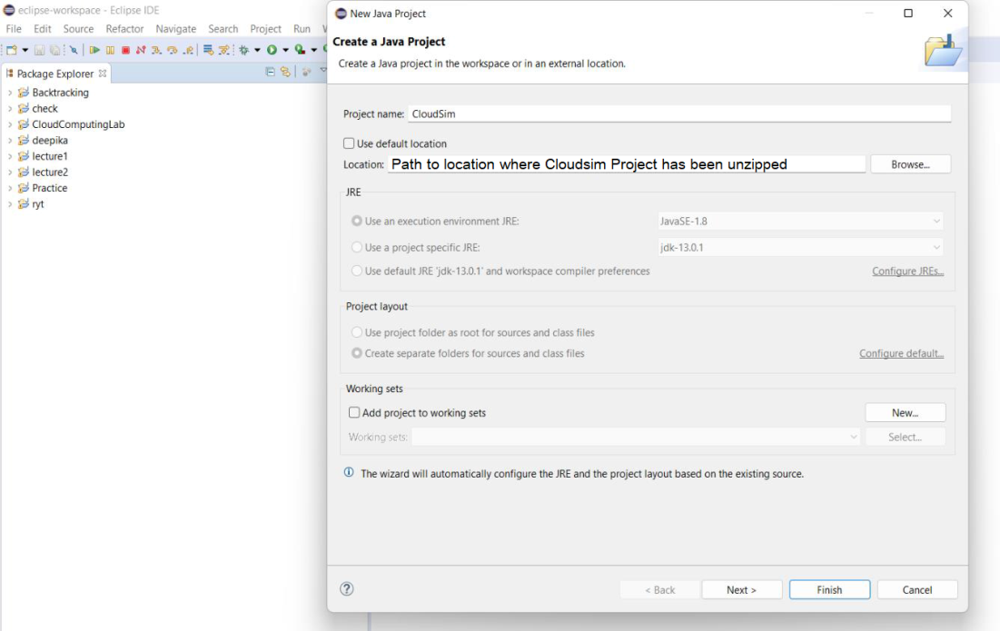 eclipse-workspace - Eclipse IDE
File Edit Source Refactor Navigate Search Project Run
Package Explorer
Backtracking
check
CloudComputingLab
deepika
lecture1
lecture2
Practice
ryt
New Java Project
Create a Java Project
Create a Java project in the workspace or in an external location.
Project name: CloudSim
Use default location
Location: Path to location where Cloudsim Project has been unzipped Browse...
JRE
Use an execution environment JRE: JavaSE-1.8
Use a project specific JRE: jdk-13.0.1
Use default JRE 'jdk-13.0.1' and workspace compiler preferences Configure JREs...
Project layout
Use project folder as root for sources and class files
Create separate folders for sources and class files Configure default...
Working sets
Add project to working sets New...
Working sets: Select...
The wizard will automatically configure the JRE and the project layout based on the existing source.
? < Back Next > Finish Cancel